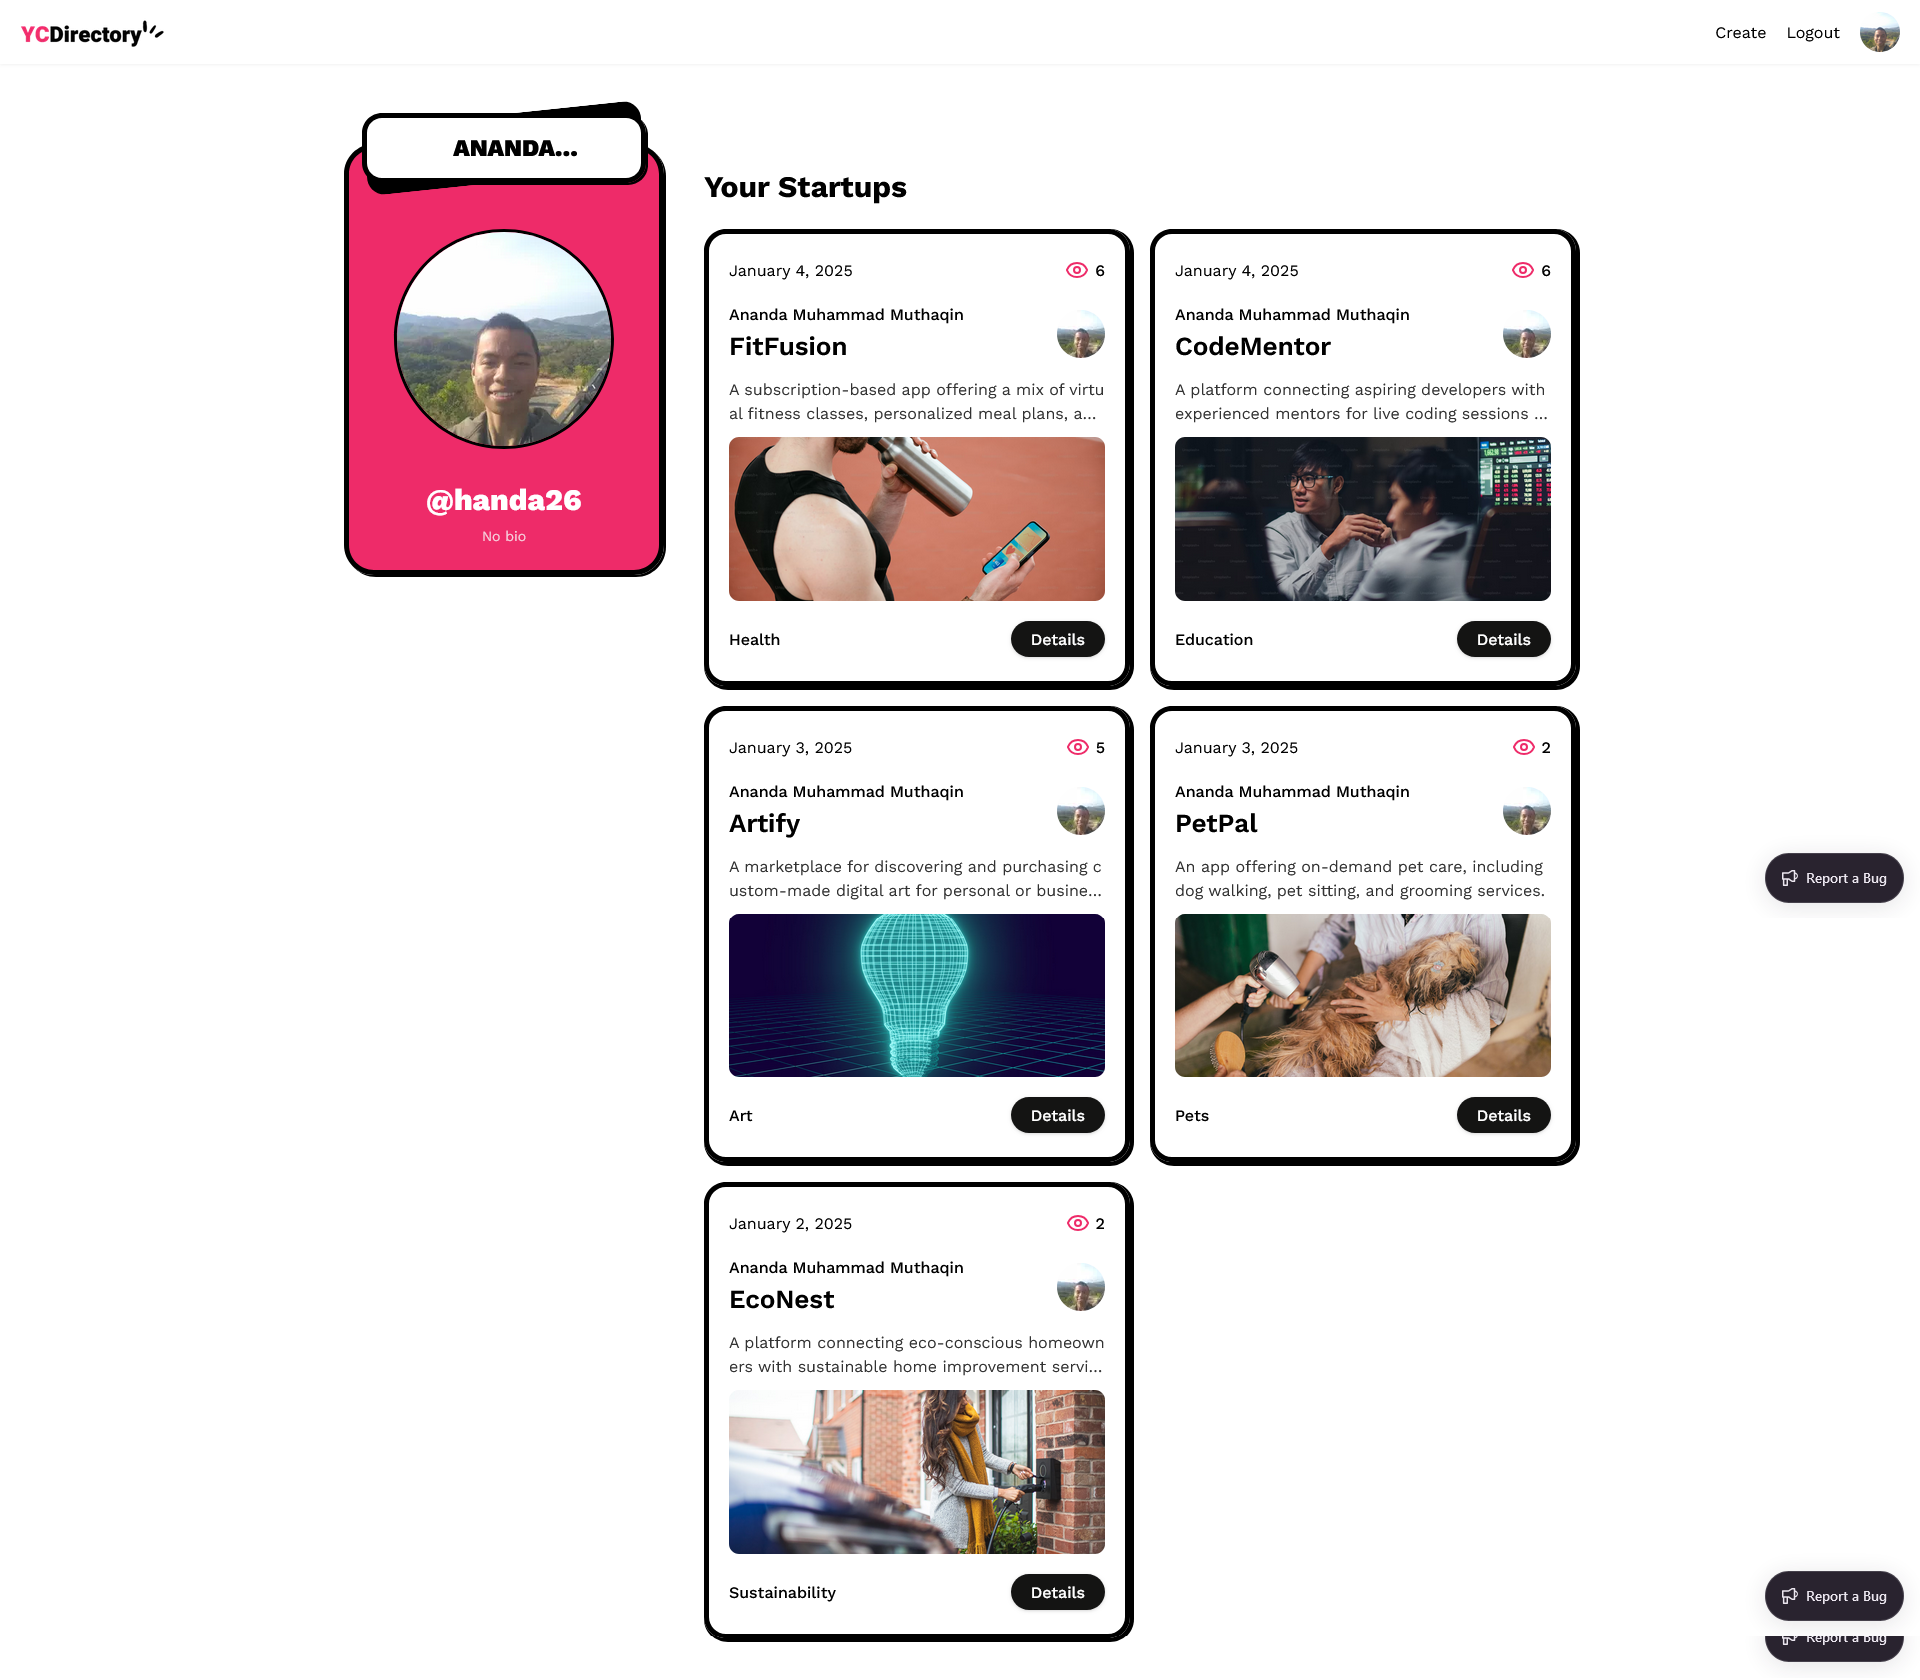 YCDirectory
Create
Logout
ANANDA...
@handa26
No bio
Your Startups
January 4, 2025
6
Ananda Muhammad Muthaqin
FitFusion
A subscription-based app offering a mix of virtu
al fitness classes, personalized meal plans, a...
Health
Details
January 4, 2025
6
Ananda Muhammad Muthaqin
CodeMentor
A platform connecting aspiring developers with
experienced mentors for live coding sessions ...
Education
Details
January 3, 2025
5
Ananda Muhammad Muthaqin
Artify
A marketplace for discovering and purchasing c
ustom-made digital art for personal or busine...
Art
Details
January 3, 2025
2
Ananda Muhammad Muthaqin
PetPal
An app offering on-demand pet care, including
dog walking, pet sitting, and grooming services.
Pets
Details
Report a Bug
January 2, 2025
2
Ananda Muhammad Muthaqin
EcoNest
A platform connecting eco-conscious homeown
ers with sustainable home improvement servi...
Sustainability
Details
Report a Bug
Report a Bug